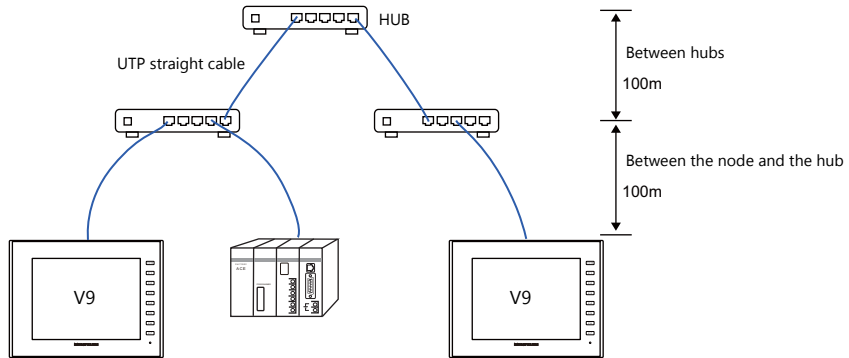 HUB
UTP straight cable
Between hubs
100m
Between the node and the hub
100m
V9
V9